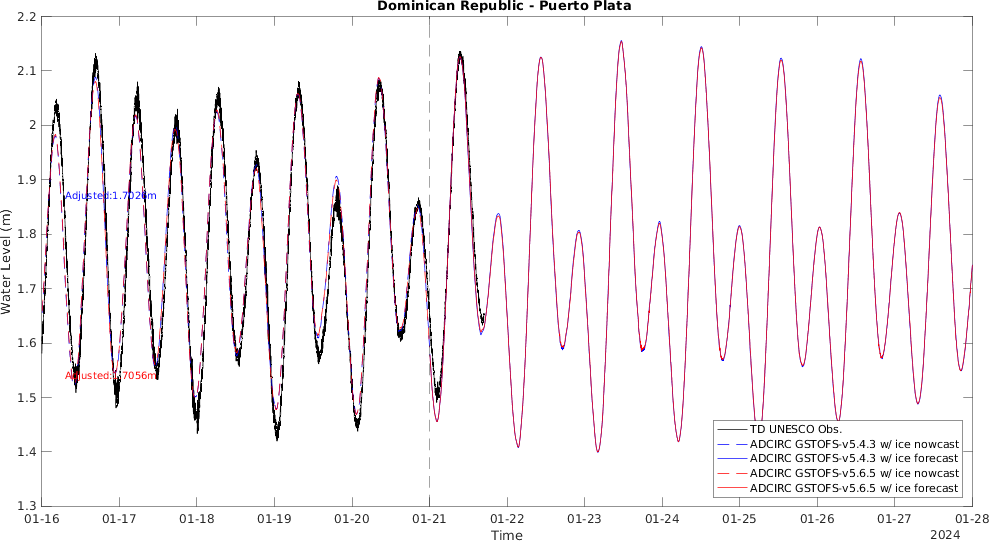 Dominican Republic - Puerto Plata
Water Level (m)
2.2
2.1
2
1.9
1.8
1.7
1.6
1.5
1.4
1.3
Adjusted:1.7026m
Adjusted:1.7056m
TD UNESCO Obs.
ADCIRC GSTOFS-v5.4.3 w/ ice nowcast
ADCIRC GSTOFS-v5.4.3 w/ ice forecast
ADCIRC GSTOFS-v5.6.5 w/ ice nowcast
ADCIRC GSTOFS-v5.6.5 w/ ice forecast
01-16 01-17 01-18 01-19 01-20 01-21 01-22 01-23 01-24 01-25 01-26 01-27 01-28
Time
2024